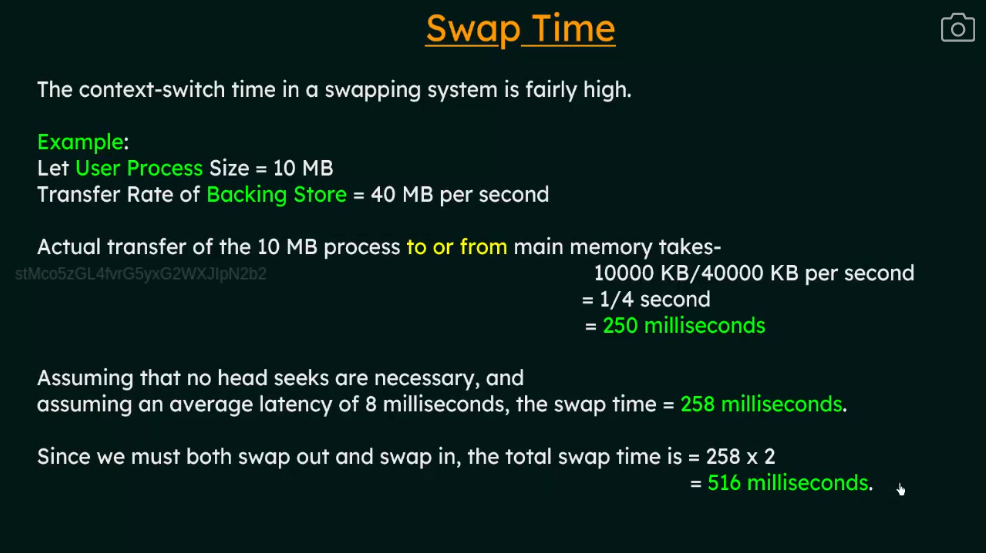 Swap Time
The context-switch time in a swapping system is fairly high.
Example:
Let User Process Size = 10 MB
Transfer Rate of Backing Store = 40 MB per second
Actual transfer of the 10 MB process to or from main memory takes-
stMco5zGL4fvrG5yxG2WXJIpN2b2
10000 KB/40000 KB per second
= 1/4 second
= 250 milliseconds
Assuming that no head seeks are necessary, and
assuming an average latency of 8 milliseconds, the swap time = 258 milliseconds.
Since we must both swap out and swap in, the total swap time is = 258 x 2
= 516 milliseconds.